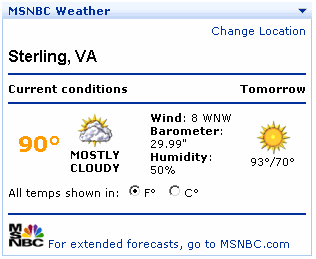 MSNBC Weather
Change Location
Sterling, VA
Current conditions Tomorrow
90°
MOSTLY
CLOUDY
Wind: 8 WNW
Barometer:
29.99"
Humidity:
50%
93°/70°
All temps shown in: F° C°
MSNBC For extended forecasts, go to MSNBC.com